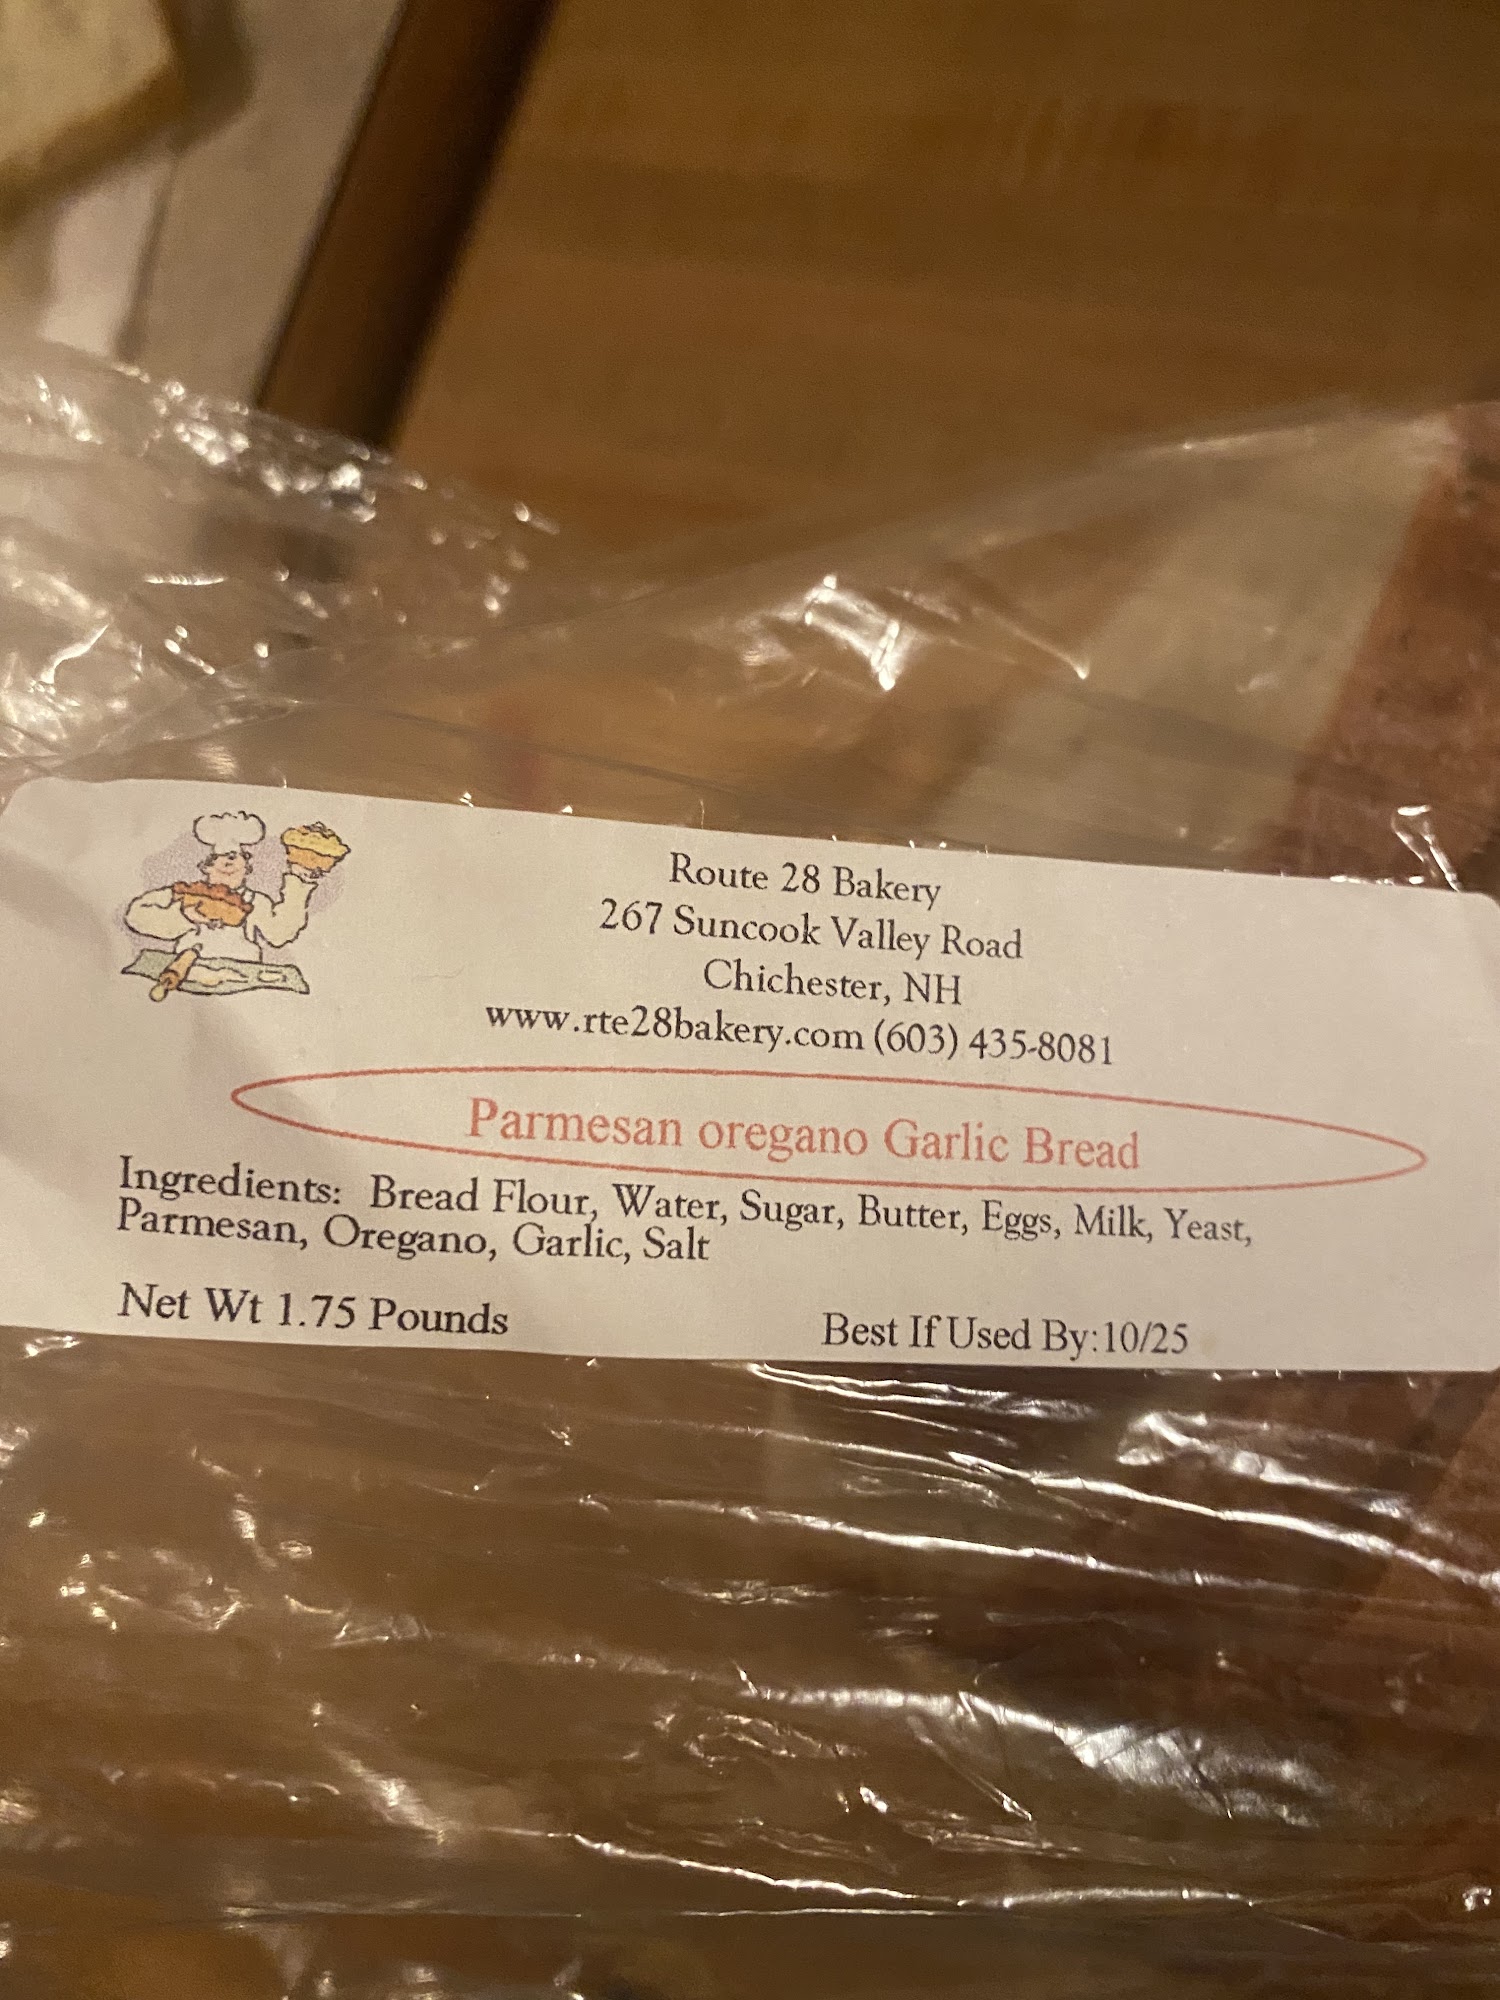 Route 28 Bakery
267 Suncook Valley Road
Chichester, NH
www.rte28bakery.com (603) 435-8081
Parmesan oregano Garlic Bread
Ingredients: Bread Flour, Water, Sugar, Butter, Eggs, Milk, Yeast,
Parmesan, Oregano, Garlic, Salt
Net Wt 1.75 Pounds
Best If Used By:10/25